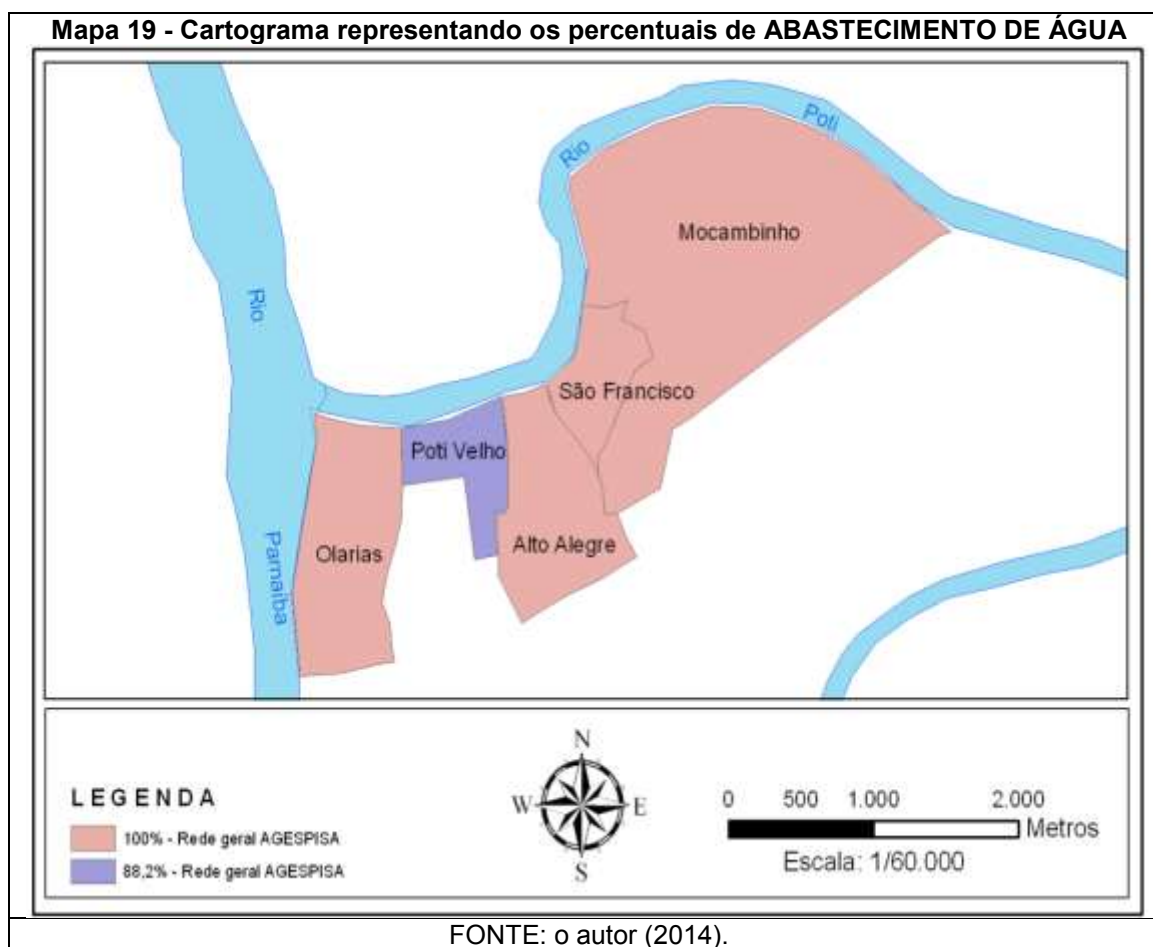 Mapa 19 - Cartograma representando os percentuais de ABASTECIMENTO DE ÁGUA
Rio
Poti
Mocambinho
Rio
São Francisco
Poti Velho
Olarias
Alto Alegre
Parnaíba
LEGENDA
100% - Rede geral AGESPISA
88,2% - Rede geral AGESPISA
N
W
E
S
0 500 1.000 2.000
Metros
Escala: 1/60.000
FONTE: o autor (2014).